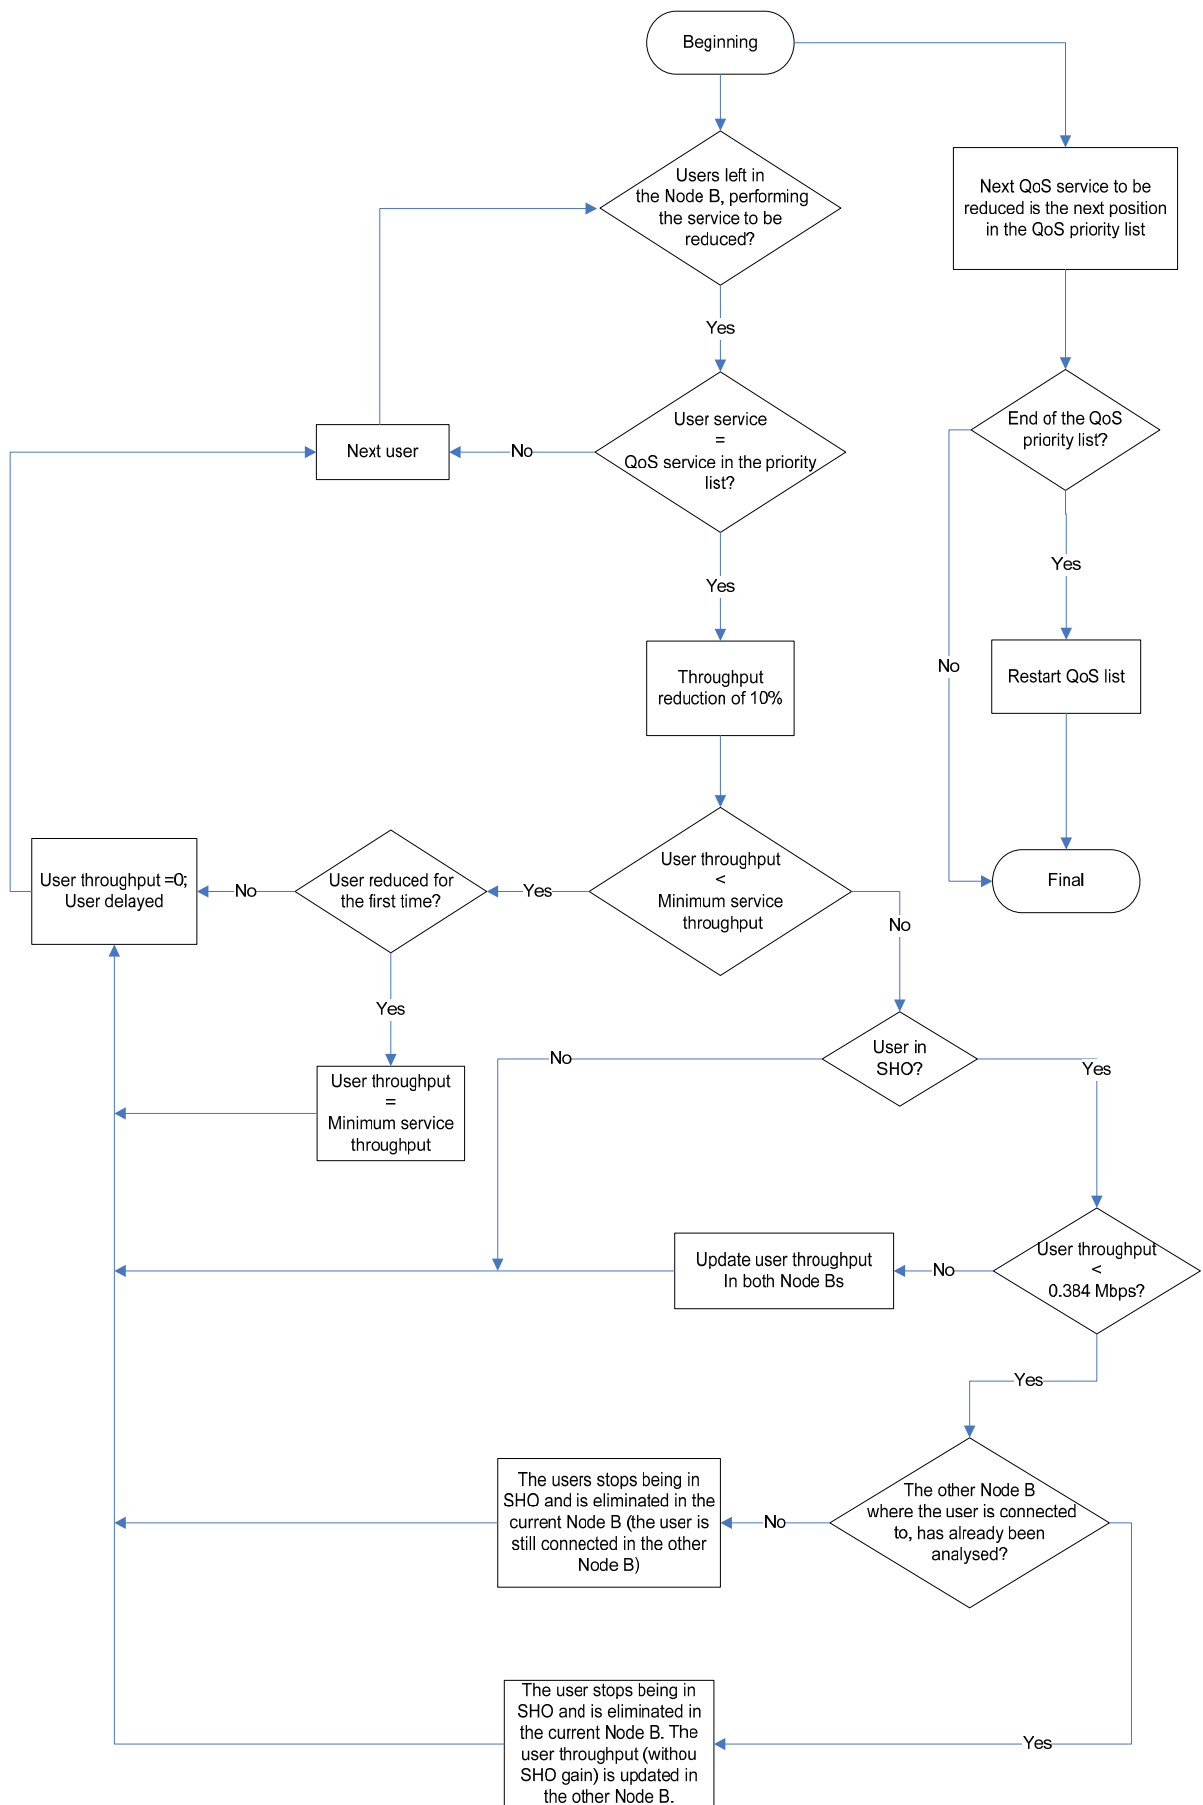 Beginning
Users left in
the Node B, performing
the service to be
reduced?
Next QoS service to be
reduced is the next position
in the QoS priority list
Yes
User service
=
QoS service in the priority
list?
End of the QoS
priority list?
Next user
No
Yes
Yes
Throughput
reduction of 10%
No
Restart QoS list
User throughput =0;
User delayed
No
User reduced for
the first time?
Yes
User throughput
<
Minimum service
throughput
Final
No
Yes
User in
SHO?
No
Yes
User throughput
=
Minimum service
throughput
Update user throughput
In both Node Bs
No
User throughput
<
0.384 Mbps?
Yes
The users stops being in
SHO and is eliminated in the
current Node B (the user is
still connected in the other
Node B)
No
The other Node B
where the user is connected
to, has already been
analysed?
The user stops being in
SHO and is eliminated in
the current Node B. The
user throughput (withou
SHO gain) is updated in
the other Node B.
Yes